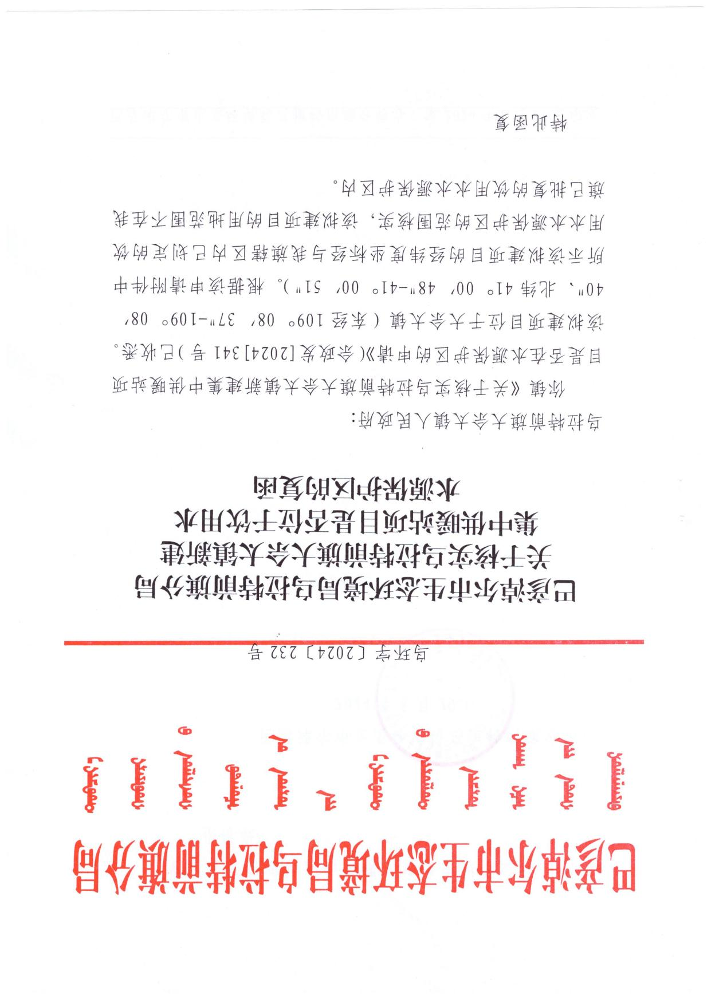 巴彦淖尔市生态环境局乌拉特前旗分局
乌环字〔2024〕232号
巴彦淖尔市生态环境局乌拉特前旗分局
关于核实乌拉特前旗大佘太镇新建
集中供暖站项目是否位于饮用水
水源保护区的复函
乌拉特前旗大佘太镇人民政府：
你镇《关于核实乌拉特前旗大佘太镇新建集中供暖站项
目是否在水源保护区的申请》（佘政发[2024]341号）已收悉。
该拟建项目位于大佘太镇（东经109°08′37"-109°08′
40"、北纬41°00′48"-41°00′51"）。根据该申请附件中
所示该拟建项目的经纬度坐标经与我旗辖区内已划定的饮
用水水源保护区的范围核实，该拟建项目的用地范围不在我
旗已批复的饮用水水源保护区内。
特此函复